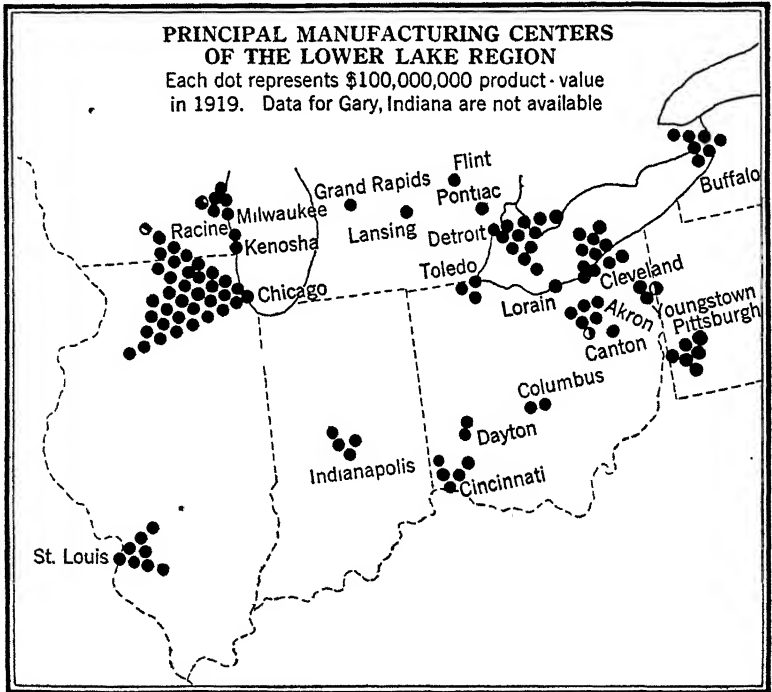 PRINCIPAL MANUFACTURING CENTERS
OF THE LOWER LAKE REGION
Each dot represents $100,000,000 product-value
in 1919. Data for Gary, Indiana are not available
Flint
Grand Rapids
Pontiac
Buffalo
Racine
Milwaukee
Lansing
Detroit
Kenosha
Toledo
Cleveland
Chicago
Lorain
Akron
Youngstown
Pittsburgh
Canton
Columbus
Dayton
Indianapolis
Cincinnati
St. Louis